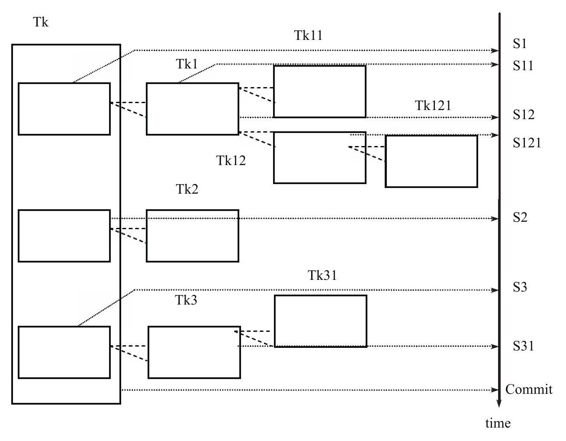 Tk
Tk11
S1
Tk1
S11
Tk121
S12
S121
Tk12
Tk2
S2
Tk31
S3
Tk3
S31
Commit
time